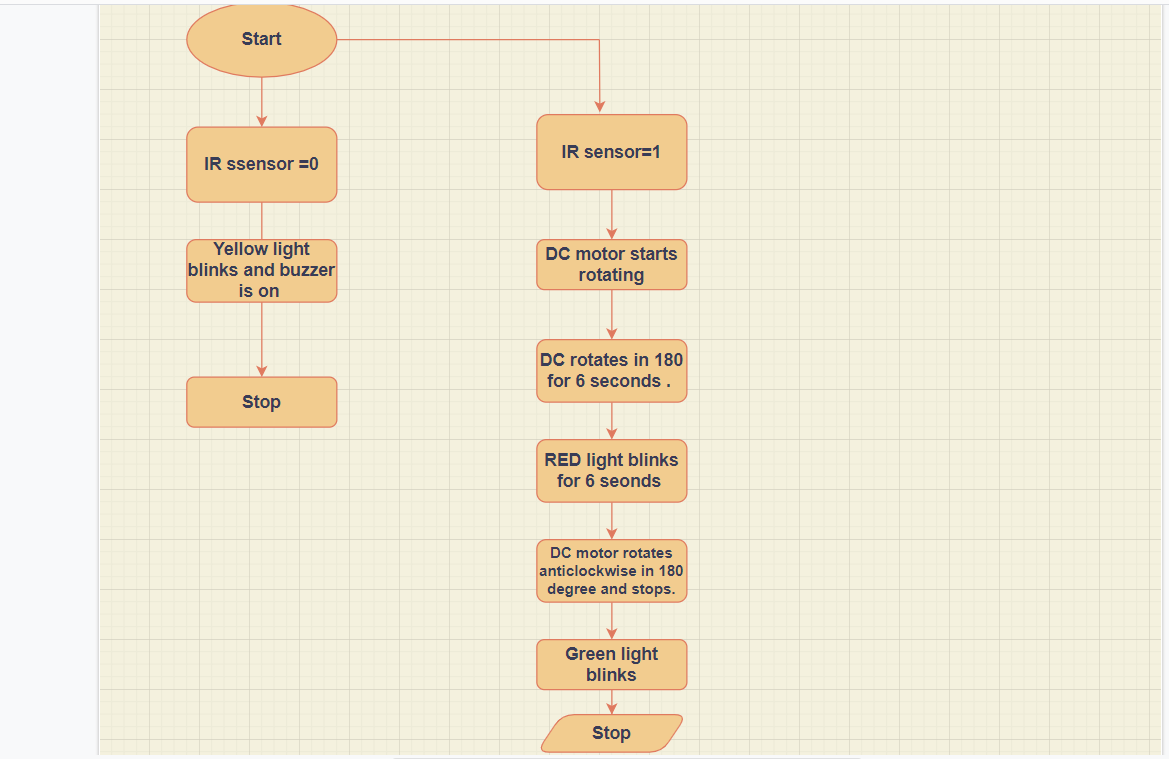 Start
IR ssensor =0
Yellow light
blinks and buzzer
is on
Stop
IR sensor=1
DC motor starts
rotating
DC rotates in 180
for 6 seconds .
RED light blinks
for 6 seonds
DC motor rotates
anticlockwise in 180
degree and stops.
Green light
blinks
Stop